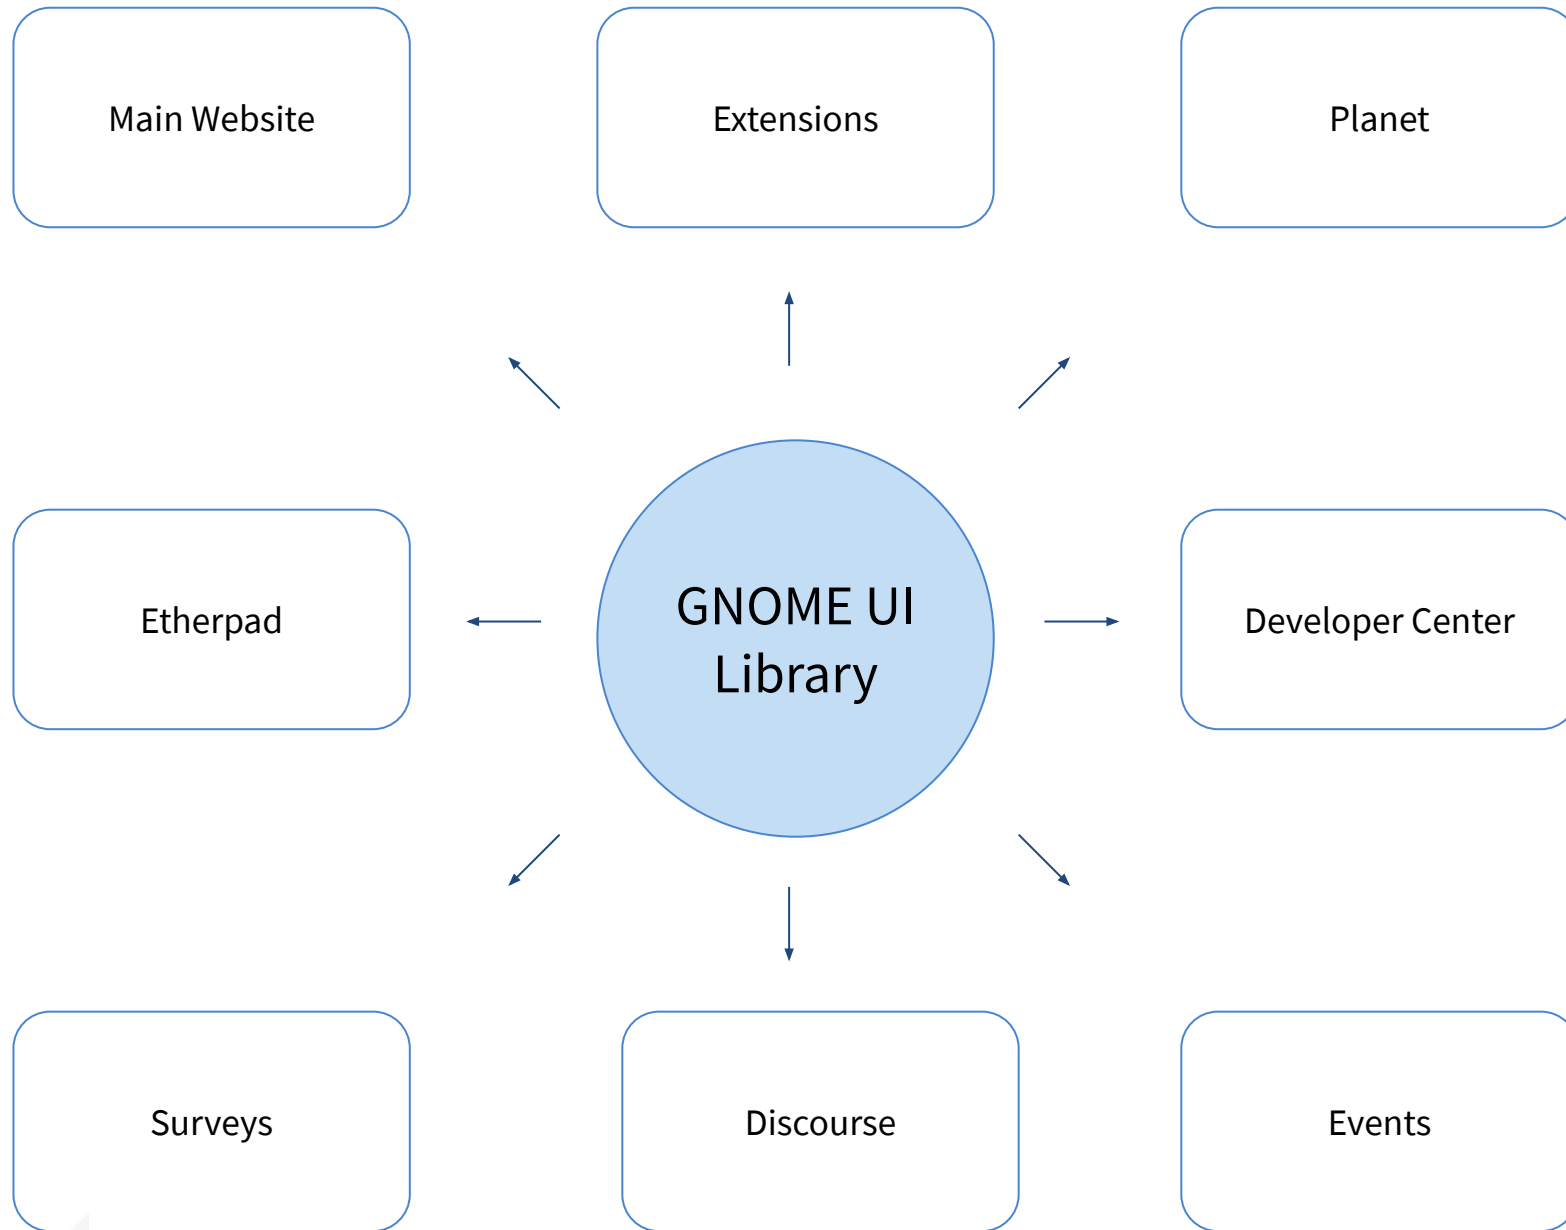 Main Website
Extensions
Planet
Etherpad
GNOME UI
Library
Developer Center
Surveys
Discourse
Events